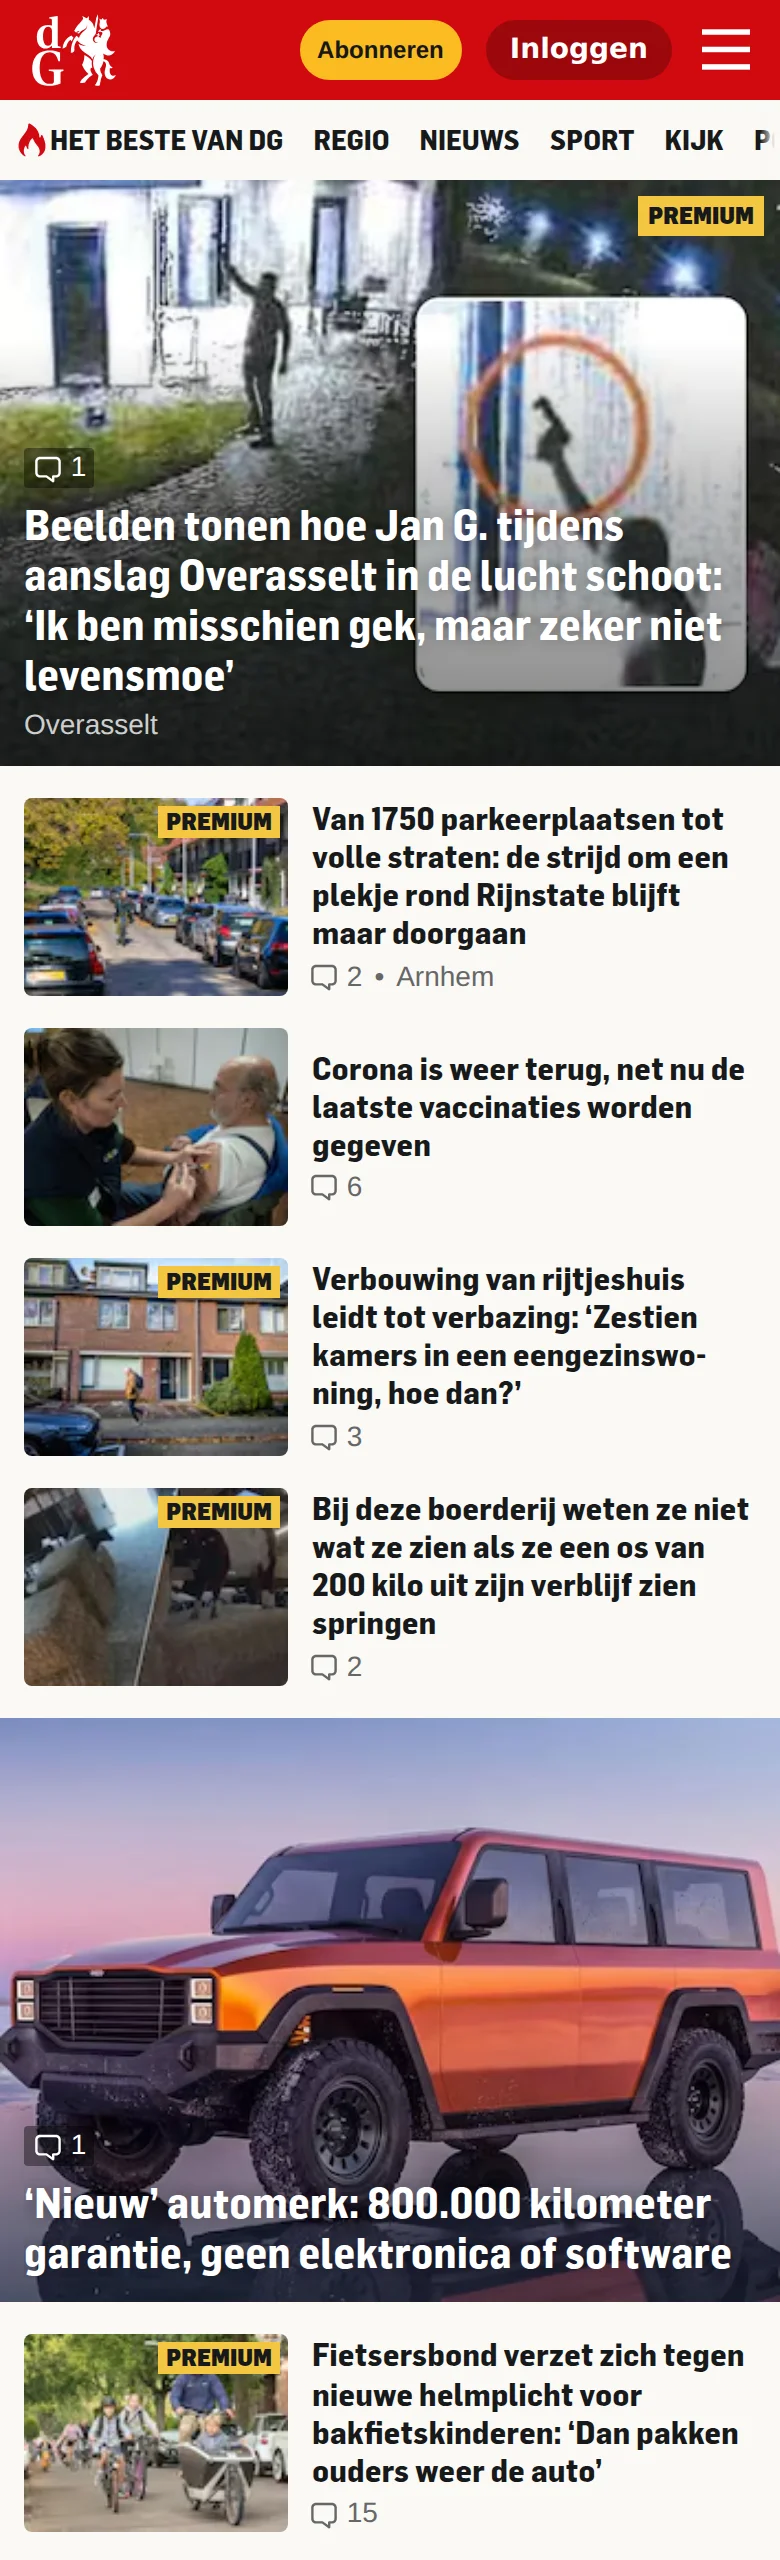 d
G
Abonneren
Inloggen
HET BESTE VAN DG
REGIO
NIEUWS
SPORT
KIJK
PREMIUM
1
Beelden tonen hoe Jan G. tijdens
aanslag Overasselt in de lucht schoot:
‘Ik ben misschien gek, maar zeker niet
levensmoe’
Overasselt
PREMIUM
Van 1750 parkeerplaatsen tot
volle straten: de strijd om een
plekje rond Rijnstate blijft
maar doorgaan
2 • Arnhem
Corona is weer terug, net nu de
laatste vaccinaties worden
gegeven
6
PREMIUM
Verbouwing van rijtjeshuis
leidt tot verbazing: ‘Zestien
kamers in een eengezinswo-
ning, hoe dan?’
3
PREMIUM
Bij deze boerderij weten ze niet
wat ze zien als ze een os van
200 kilo uit zijn verblijf zien
springen
2
1
‘Nieuw’ automerk: 800.000 kilometer
garantie, geen elektronica of software
PREMIUM
Fietsersbond verzet zich tegen
nieuwe helmplicht voor
bakfietskinderen: ‘Dan pakken
ouders weer de auto’
15